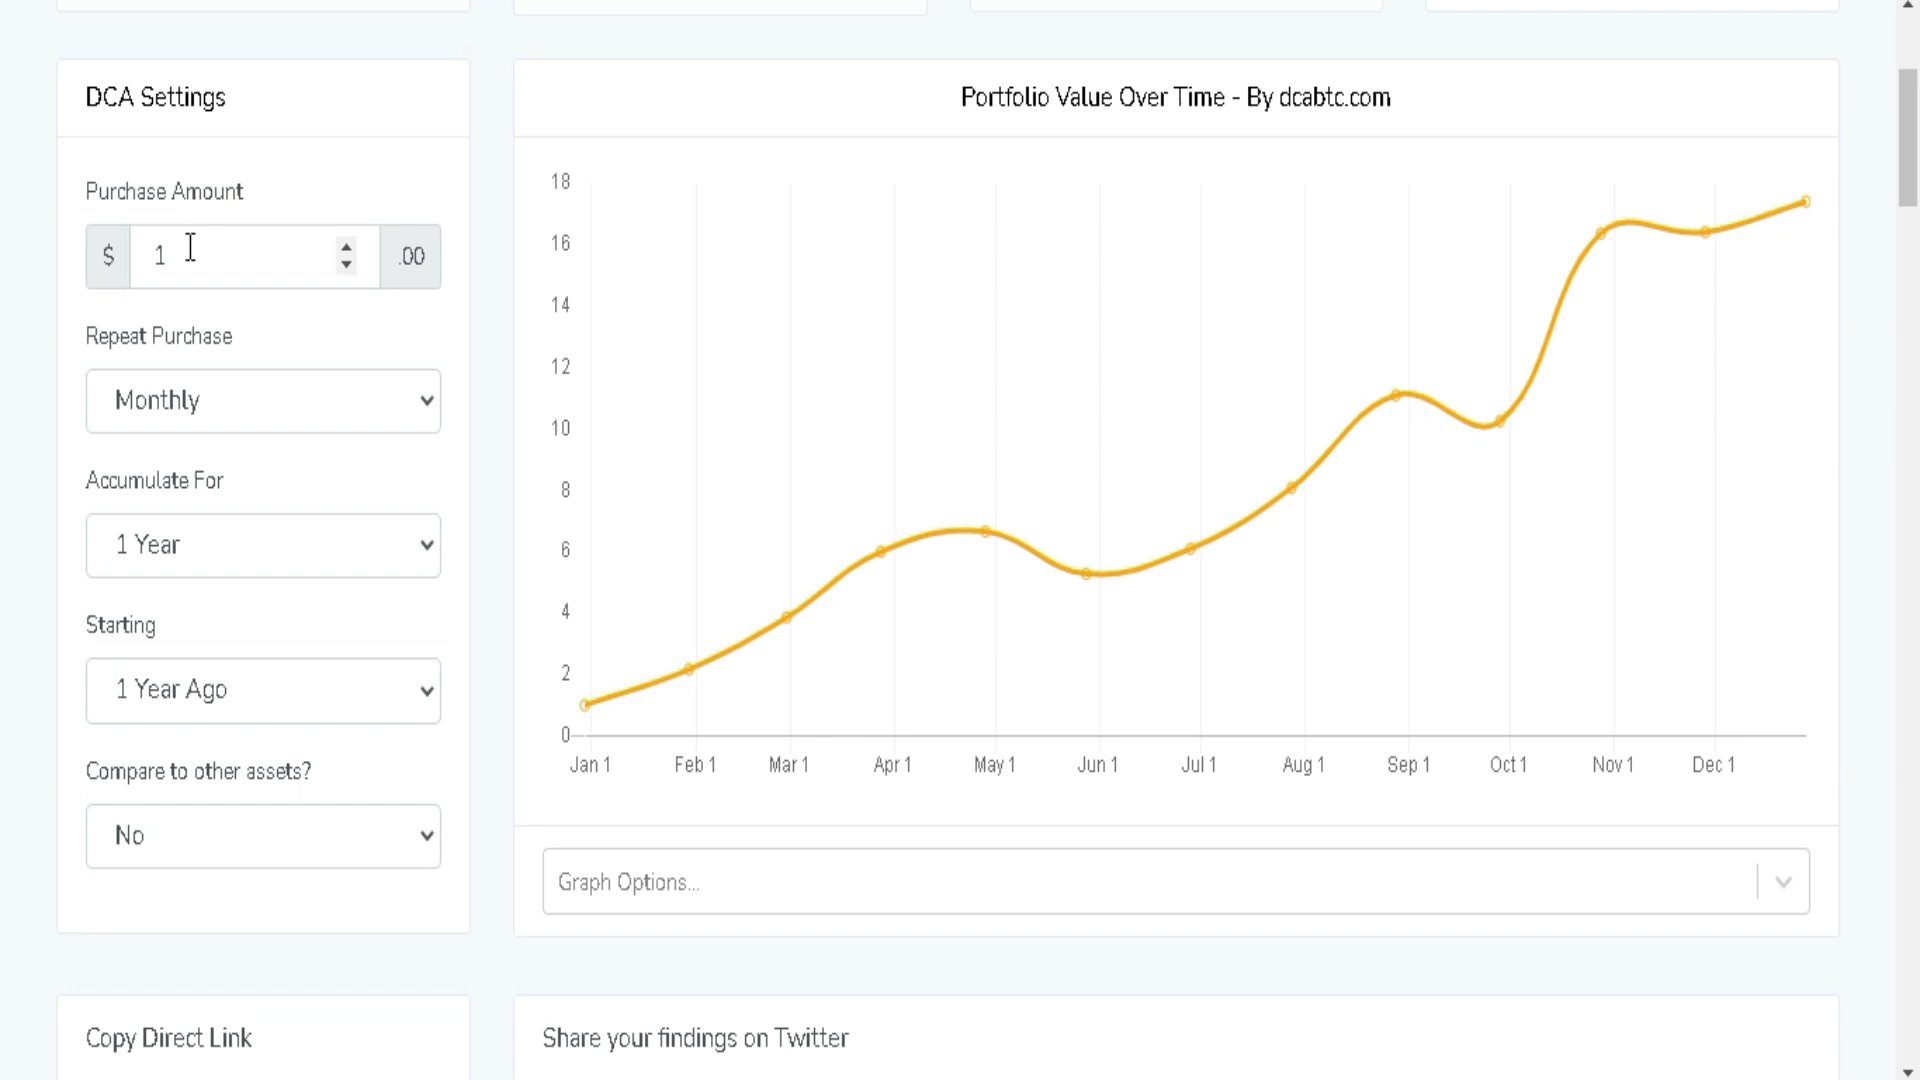 DCA Settings
Purchase Amount
$ 1 .00
Repeat Purchase
Monthly
Accumulate For
1 Year
Starting
1 Year Ago
Compare to other assets?
No
Portfolio Value Over Time - By dcabtc.com
18
16
14
12
10
8
6
4
2
0
Jan 1 Feb 1 Mar 1 Apr 1 May 1 Jun 1 Jul 1 Aug 1 Sep 1 Oct 1 Nov 1 Dec 1
Graph Options...
Copy Direct Link
Share your findings on Twitter